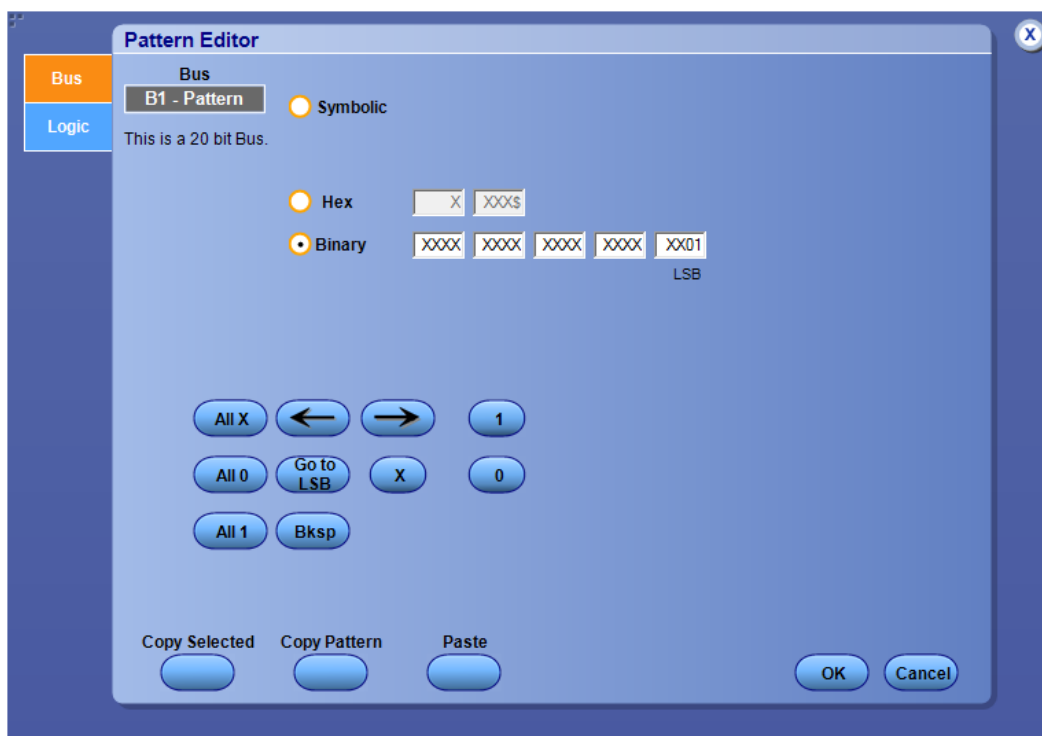 Pattern Editor
X
Bus
Logic
Bus
B1 - Pattern
This is a 20 bit Bus.
Symbolic
Hex X XXX$
Binary XXXX XXXX XXXX XXXX XX01
LSB
All X 1
All 0 Go to LSB X 0
All 1 Bksp
Copy Selected Copy Pattern Paste
OK Cancel